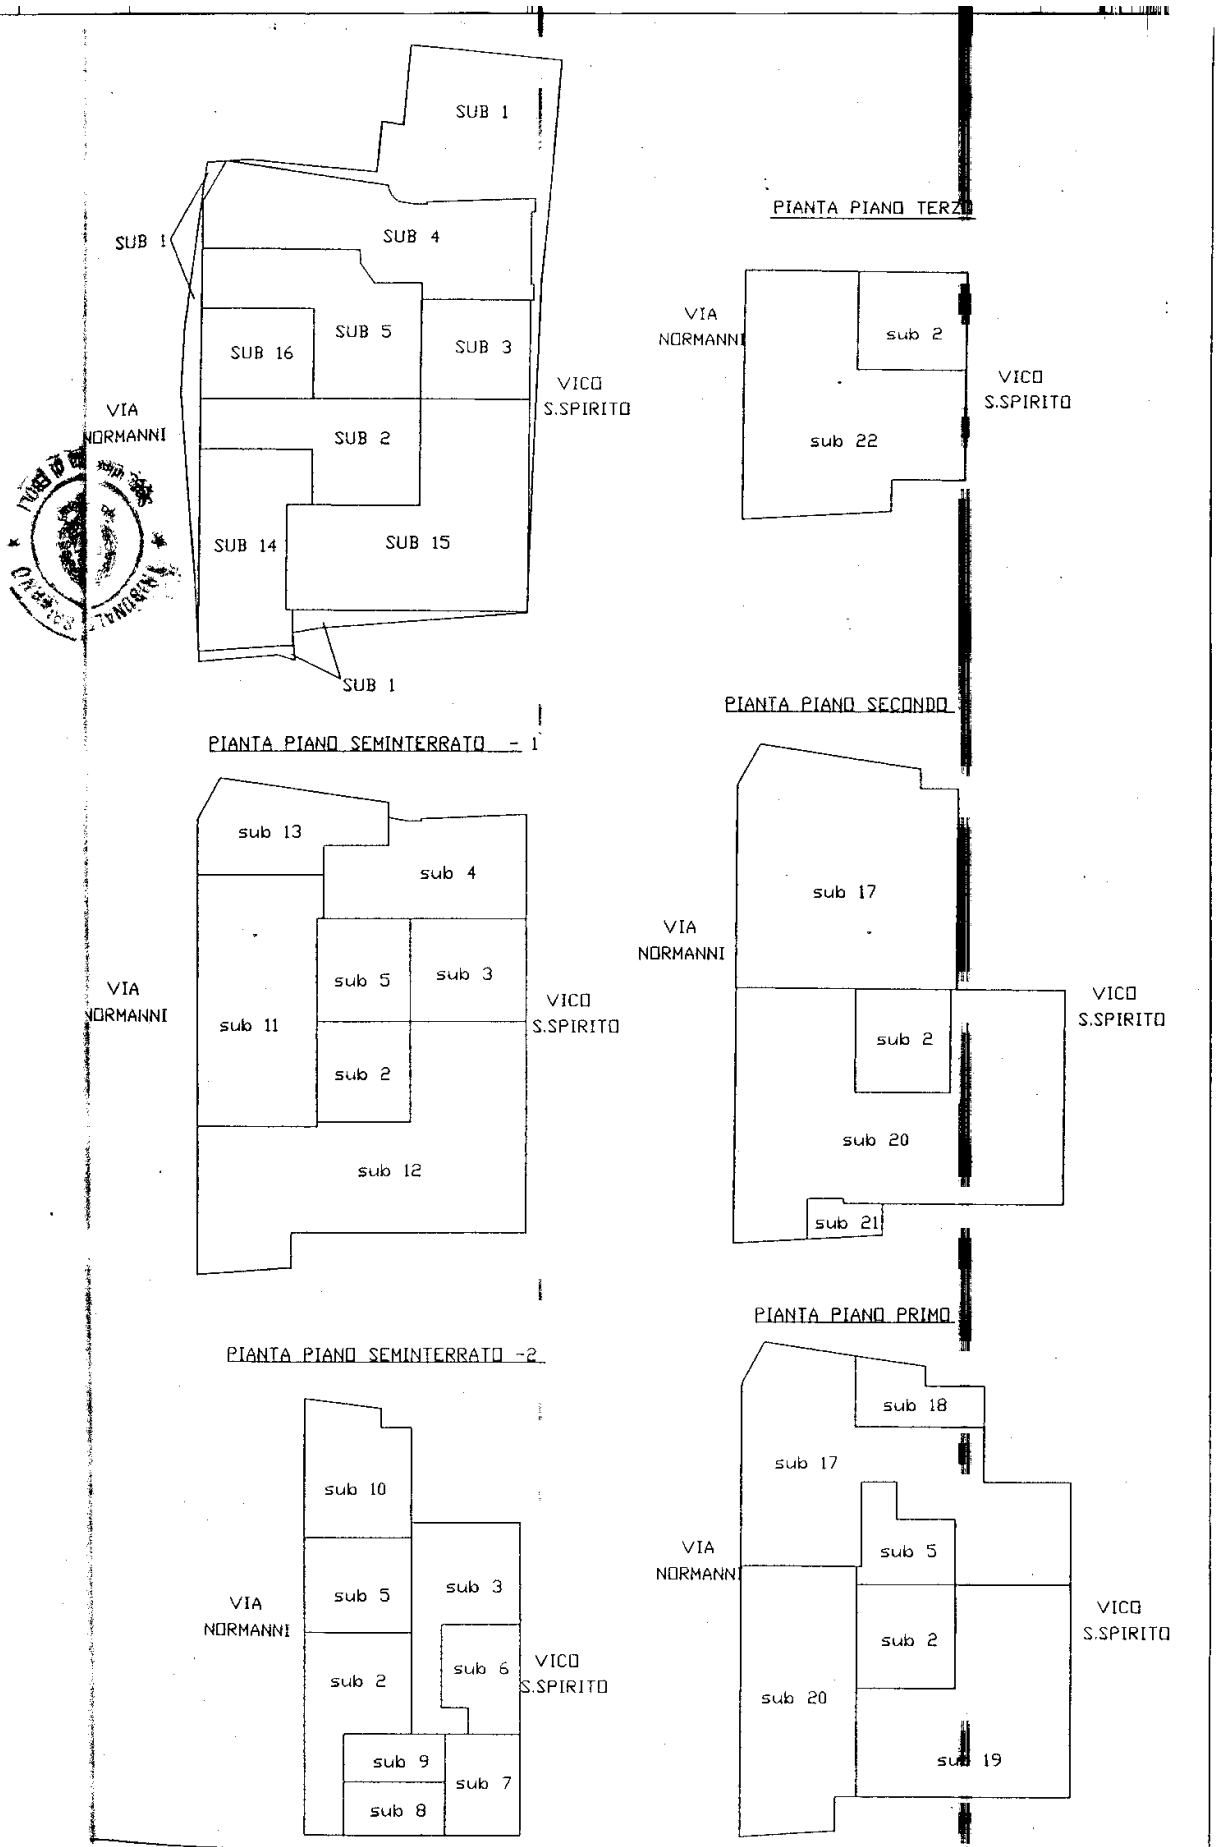 SUB 1
SUB 4
SUB 1
SUB 5
SUB 16
SUB 3
VICO
S.SPIRITO
VIA
NORMANNI
SUB 2
SUB 14
SUB 15
SUB 1
EBOLI
TRIBUNALE
SALERNO
PIANTA PIANO SEMINTERRATO - 1
sub 13
sub 4
sub 5
sub 3
VIA
NORMANNI
sub 11
VICO
S.SPIRITO
sub 2
sub 12
PIANTA PIANO SEMINTERRATO -2
sub 10
sub 5
sub 3
VIA
NORMANNI
sub 2
sub 6
VICO
S.SPIRITO
sub 9
sub 7
sub 8
PIANTA PIANO TERZO
VIA
NORMANNI
sub 2
VICO
S.SPIRITO
sub 22
PIANTA PIANO SECONDO
sub 17
VIA
NORMANNI
VICO
S.SPIRITO
sub 2
sub 20
sub 21
PIANTA PIANO PRIMO
sub 18
sub 17
sub 5
VIA
NORMANNI
VICO
S.SPIRITO
sub 2
sub 20
sub 19